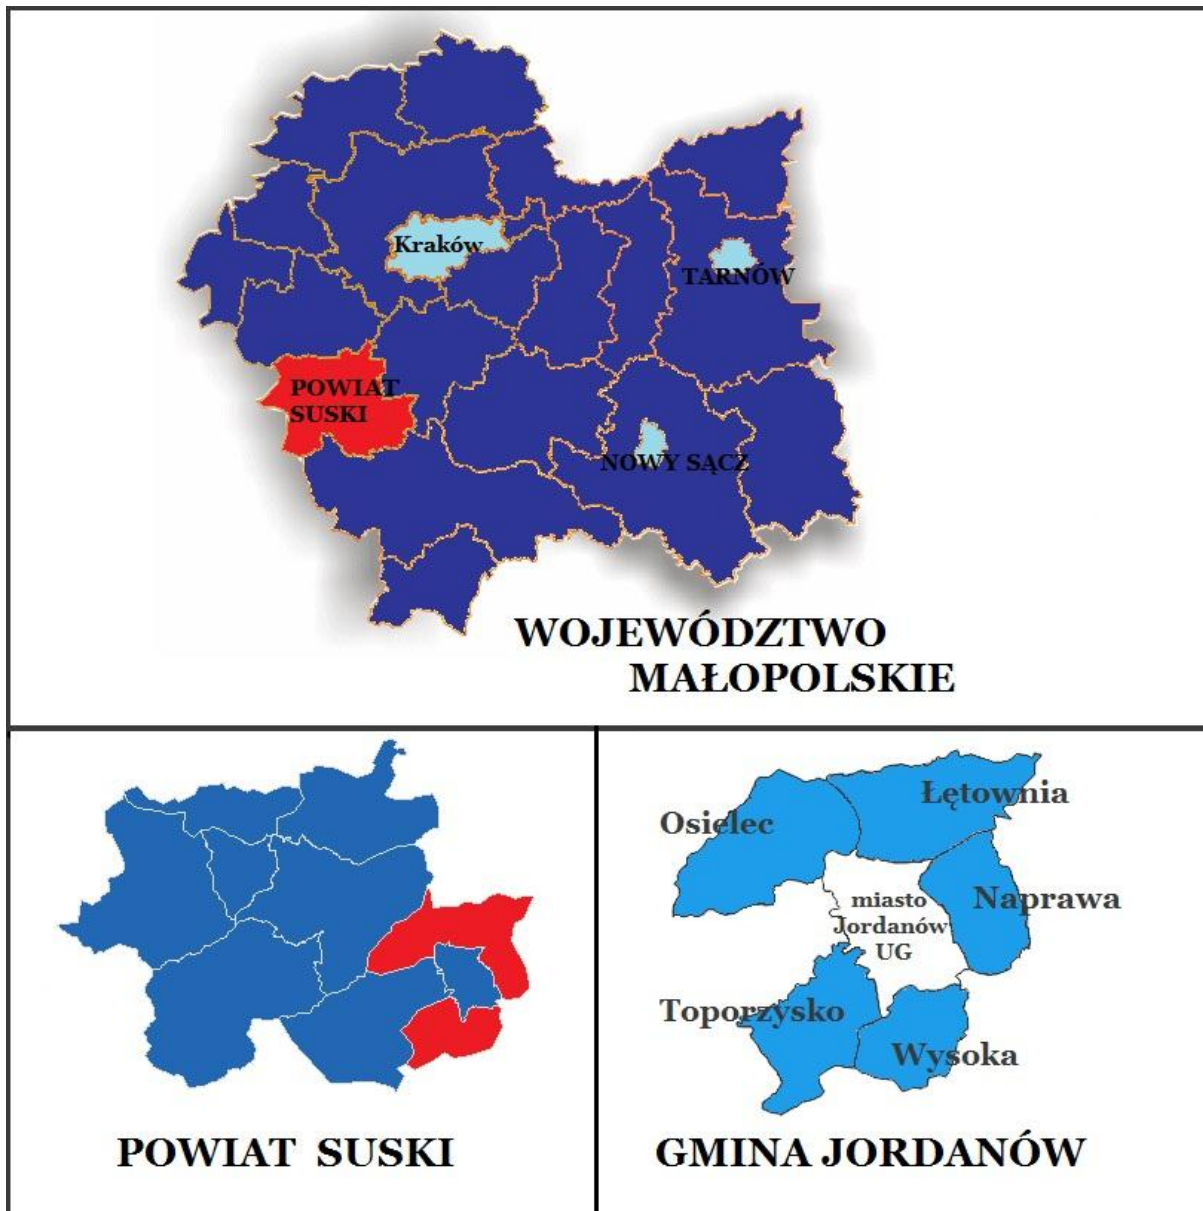 Kraków
TARNÓW
POWIAT
SUSKI
NOWY SĄCZ
WOJEWÓDZTWO
MAŁOPOLSKIE
POWIAT SUSKI
Łętownia
Osielec
Naprawa
miasto
Jordanów
UG
Toporzysko
Wysoka
GMINA JORDANÓW